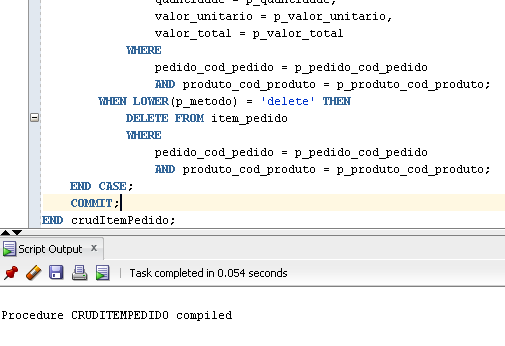 quantidade = p_quantidade,
valor_unitario = p_valor_unitario,
valor_total = p_valor_total
WHERE
pedido_cod_pedido = p_pedido_cod_pedido
AND produto_cod_produto = p_produto_cod_produto;
WHEN LOWER(p_metodo) = 'delete' THEN
DELETE FROM item_pedido
WHERE
pedido_cod_pedido = p_pedido_cod_pedido
AND produto_cod_produto = p_produto_cod_produto;
END CASE;
COMMIT;
END crudItemPedido;
Script Output x
Task completed in 0.054 seconds
Procedure CRUDITEMPEDIDO compiled